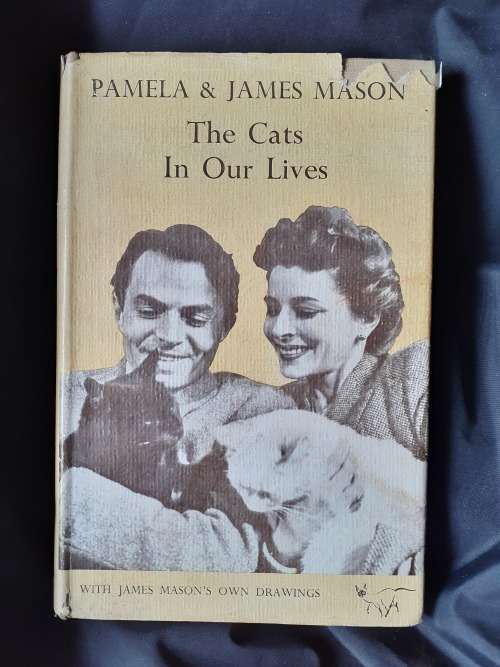 PAMELA & JAMES MASON
The Cats
In Our Lives
WITH JAMES MASON'S OWN DRAWINGS